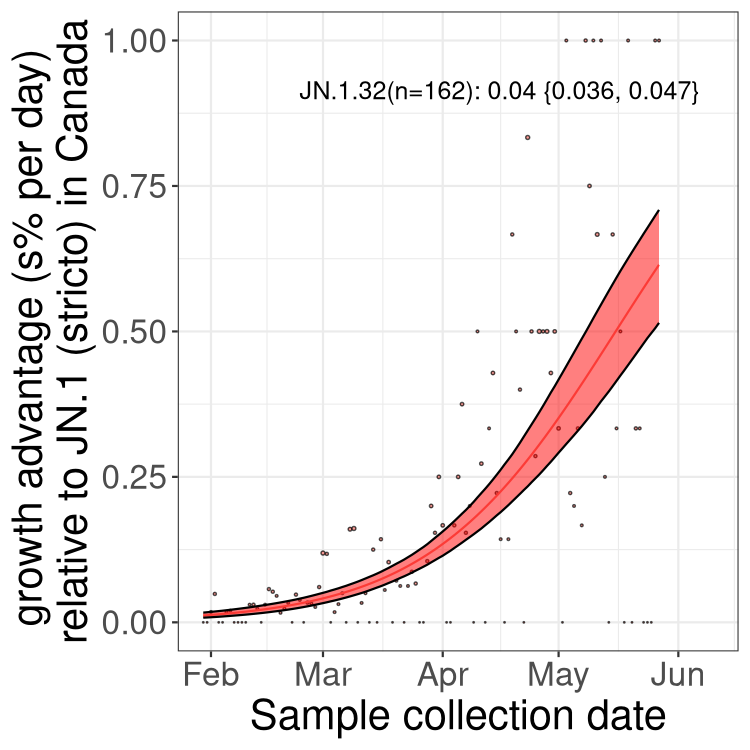 growth advantage (s% per day)
relative to JN.1 (stricto) in Canada
1.00
0.75
0.50
0.25
0.00
JN.1.32(n=162): 0.04 {0.036, 0.047}
Feb Mar Apr May Jun
Sample collection date